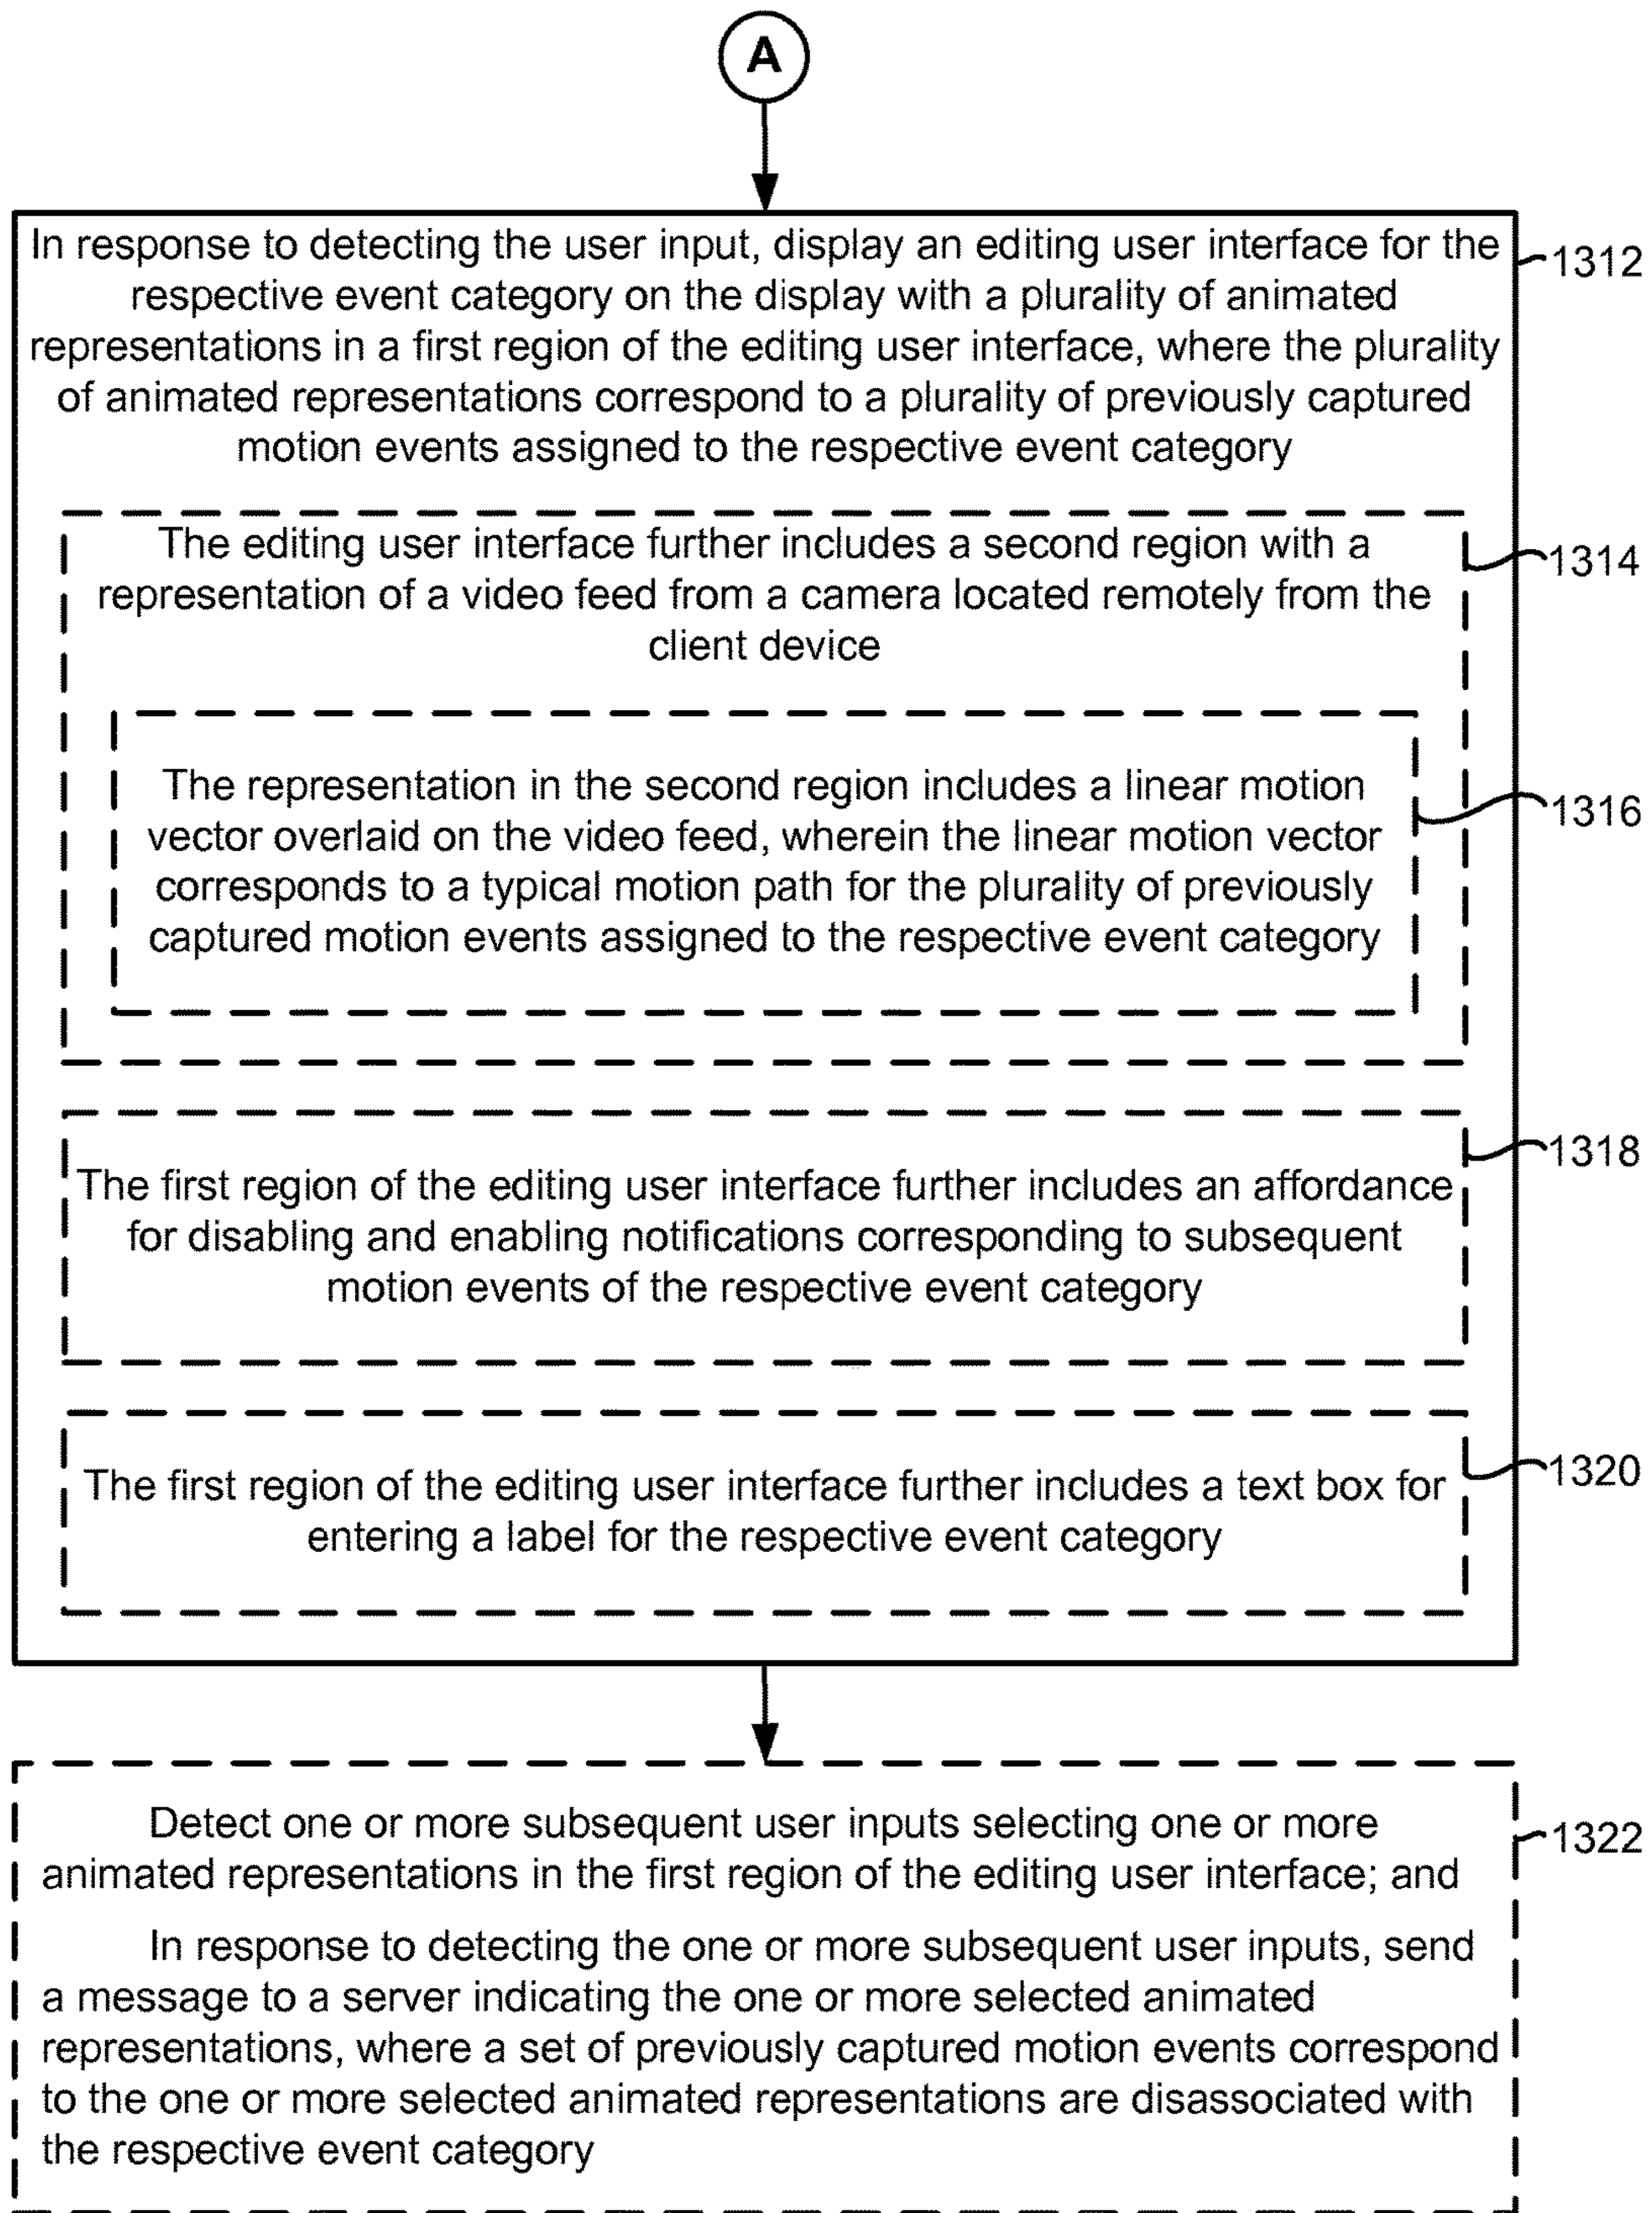 A
In response to detecting the user input, display an editing user interface for the
respective event category on the display with a plurality of animated
representations in a first region of the editing user interface, where the plurality
of animated representations correspond to a plurality of previously captured
motion events assigned to the respective event category
1312
The editing user interface further includes a second region with a
representation of a video feed from a camera located remotely from the
client device
1314
The representation in the second region includes a linear motion
vector overlaid on the video feed, wherein the linear motion vector
corresponds to a typical motion path for the plurality of previously
captured motion events assigned to the respective event category
1316
The first region of the editing user interface further includes an affordance
for disabling and enabling notifications corresponding to subsequent
motion events of the respective event category
1318
The first region of the editing user interface further includes a text box for
entering a label for the respective event category
1320
Detect one or more subsequent user inputs selecting one or more
animated representations in the first region of the editing user interface; and
In response to detecting the one or more subsequent user inputs, send
a message to a server indicating the one or more selected animated
representations, where a set of previously captured motion events correspond
to the one or more selected animated representations are disassociated with
the respective event category
1322